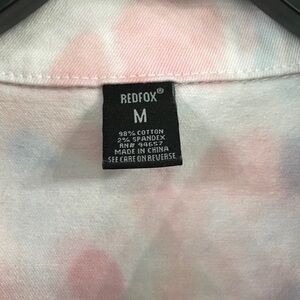 REDFOX®
M
98% COTTON
2% SPANDEX
RN# 94657
MADE IN CHINA
SEE CARE ON REVERSE